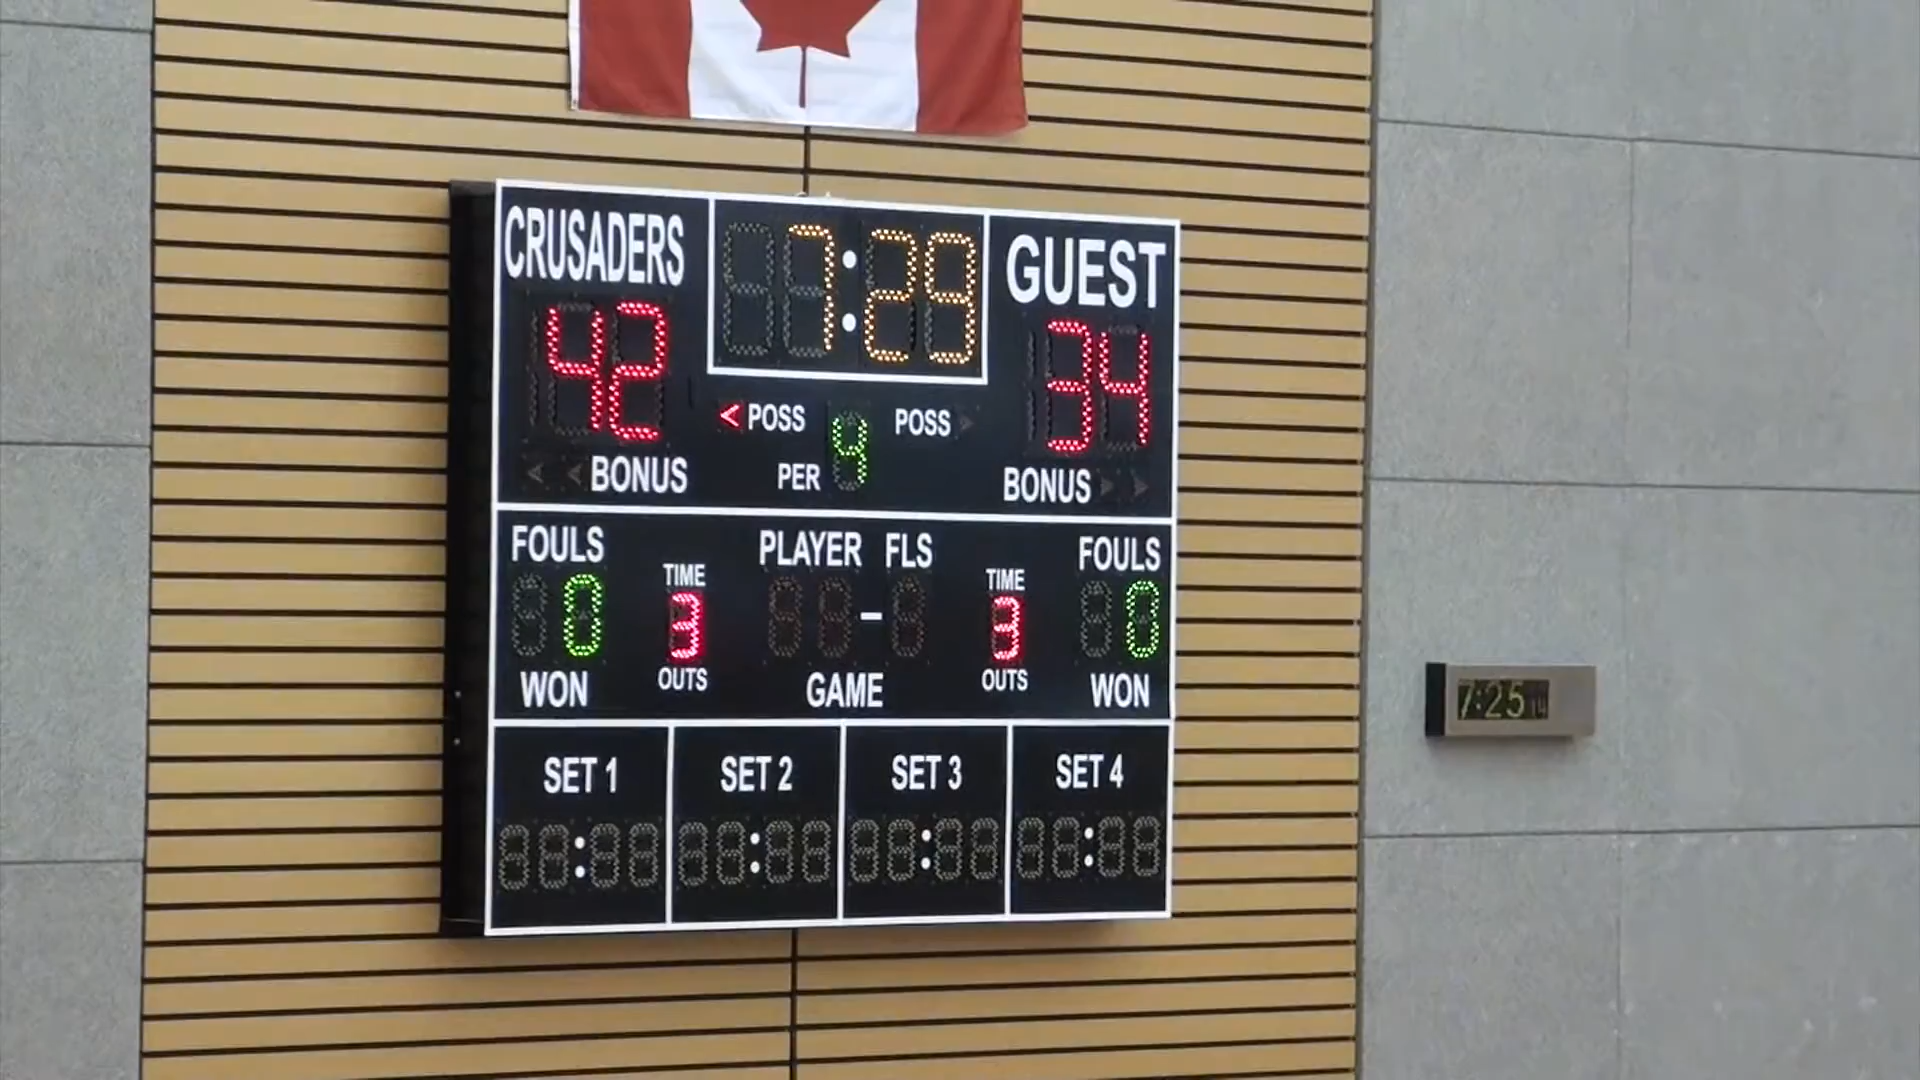 CRUSADERS 7:29 GUEST
42 34
< POSS 4 POSS
BONUS PER BONUS
FOULS PLAYER FLS FOULS
TIME TIME
0 3 - 3 0
OUTS OUTS
WON GAME WON
7:25 14
SET 1 SET 2 SET 3 SET 4
: : : :